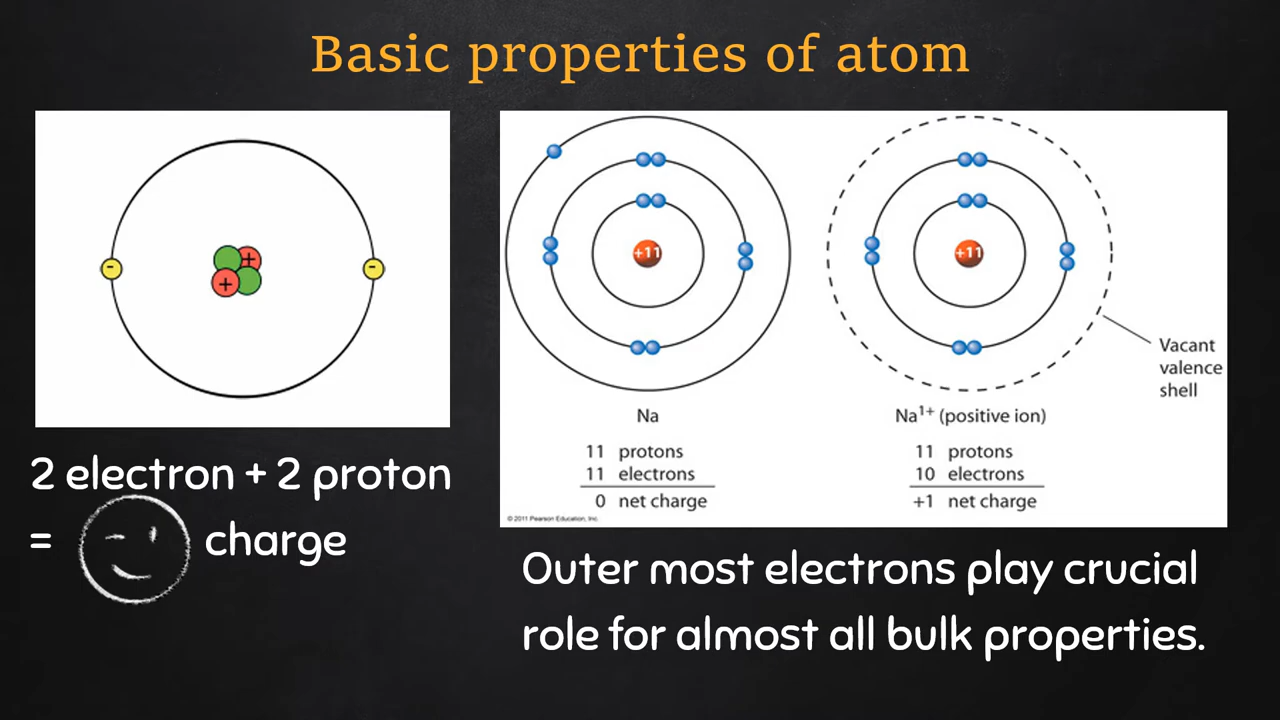 Basic properties of atom
+
+
-
-
2 electron + 2 proton
= charge
+11
+11
Vacant
valence
shell
Na
11 protons
11 electrons
0 net charge
Na¹⁺ (positive ion)
11 protons
10 electrons
+1 net charge
© 2011 Pearson Education, Inc.
Outer most electrons play crucial
role for almost all bulk properties.